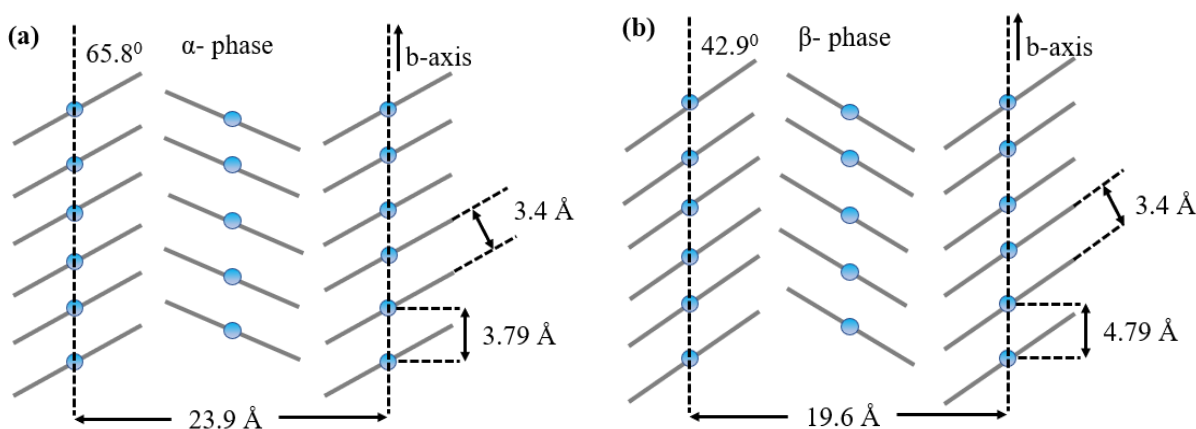 (a)
65.8⁰
α- phase
b-axis
3.4 Å
3.79 Å
23.9 Å
(b)
42.9⁰
β- phase
b-axis
3.4 Å
4.79 Å
19.6 Å